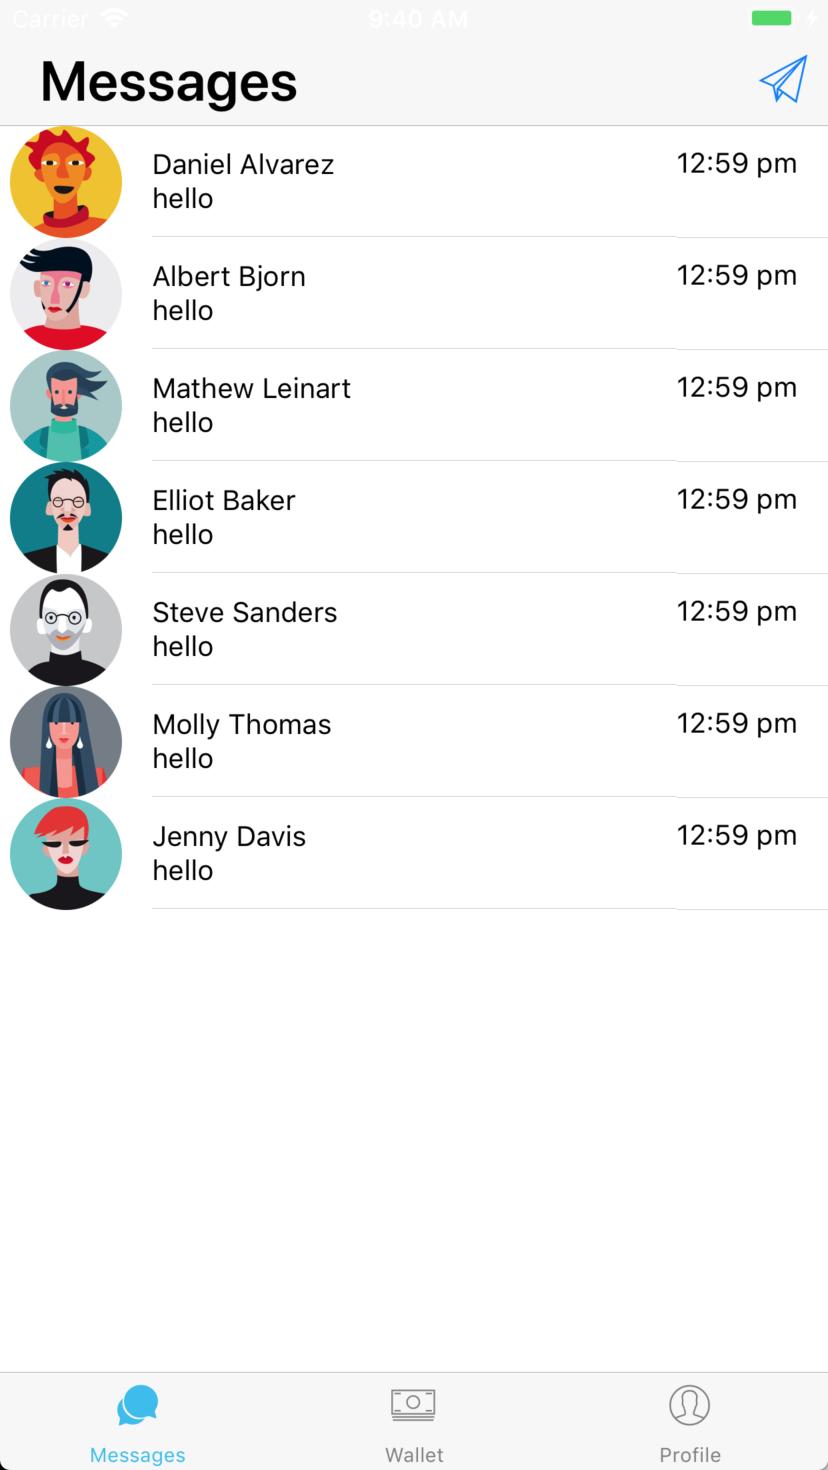 Carrier 9:40 AM
Messages
Daniel Alvarez 12:59 pm
hello
Albert Bjorn 12:59 pm
hello
Mathew Leinart 12:59 pm
hello
Elliot Baker 12:59 pm
hello
Steve Sanders 12:59 pm
hello
Molly Thomas 12:59 pm
hello
Jenny Davis 12:59 pm
hello
Messages Wallet Profile